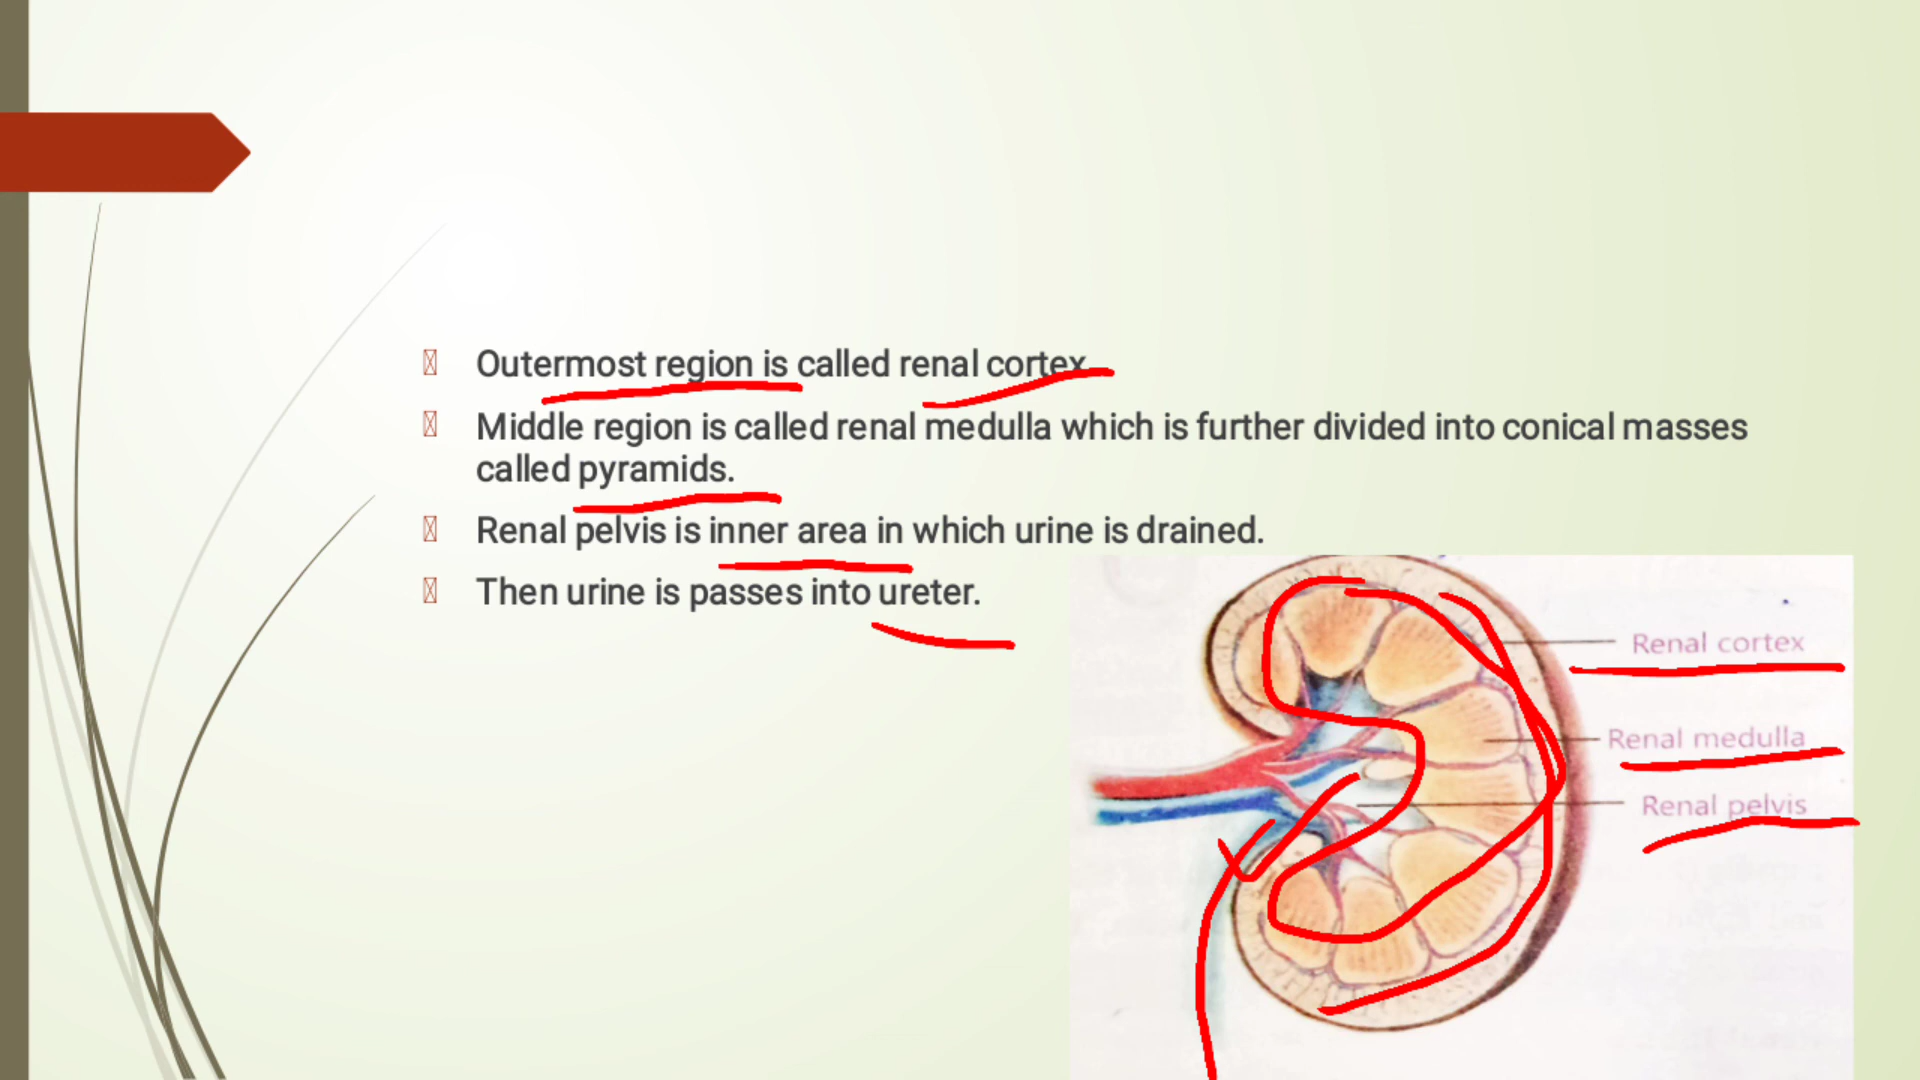 Outermost region is called renal cortex
Middle region is called renal medulla which is further divided into conical masses
called pyramids.
Renal pelvis is inner area in which urine is drained.
Then urine is passes into ureter.
Renal cortex
Renal medulla
Renal pelvis